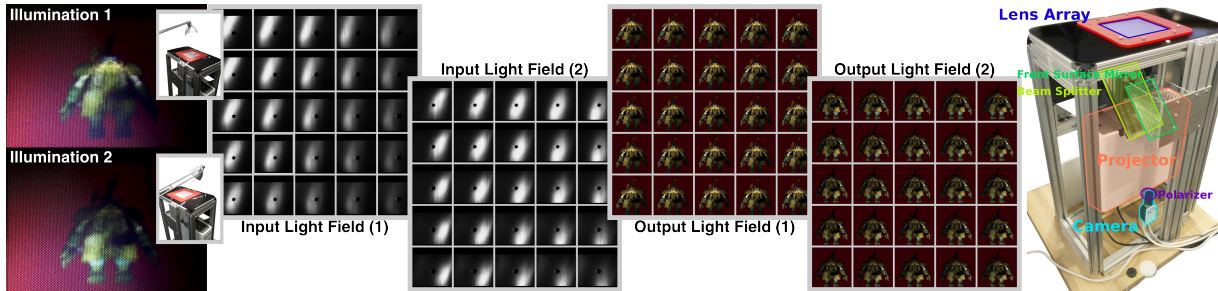 Illumination 1
Illumination 2
Input Light Field (1)
Input Light Field (2)
Output Light Field (1)
Output Light Field (2)
Lens Array
Front Surface Mirror
Beam Splitter
Projector
Polarizer
Camera